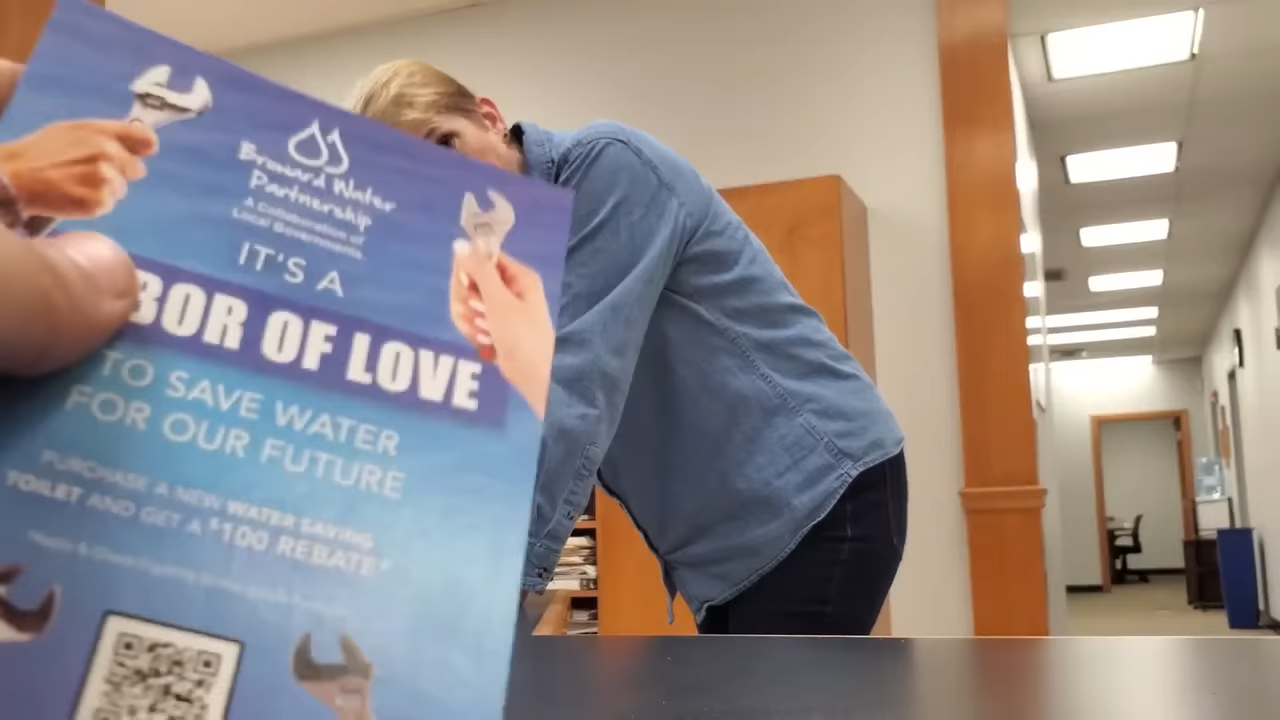 Broward Water
Partnership
A Collaboration of
Local Governments
IT'S A
BOR OF LOVE
TO SAVE WATER
FOR OUR FUTURE
PURCHASE A NEW WATER SAVING
TOILET AND GET A $100 REBATE*